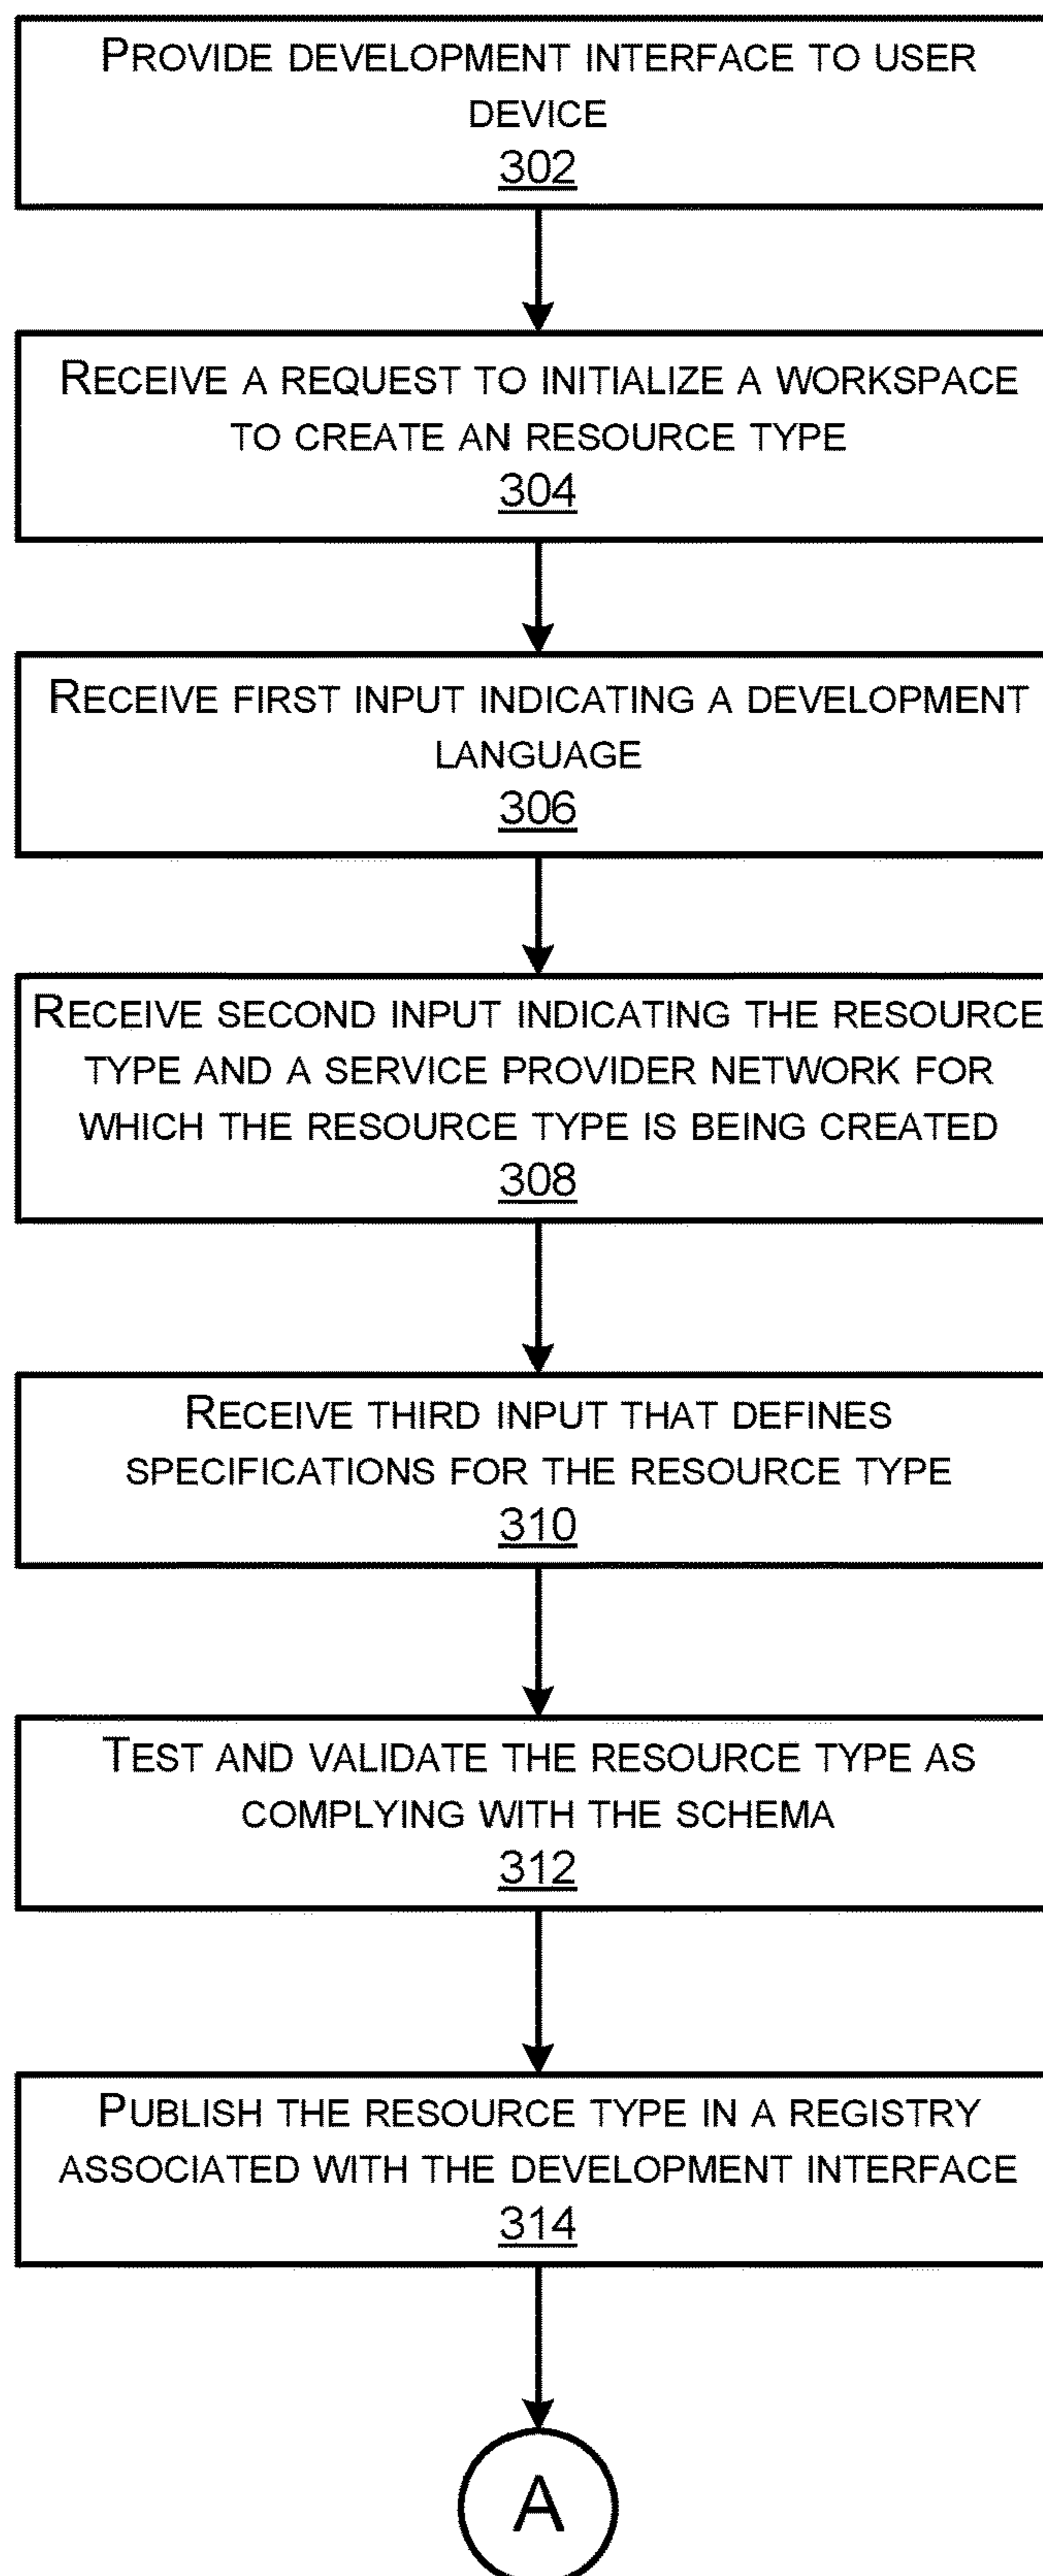 PROVIDE DEVELOPMENT INTERFACE TO USER
DEVICE
302
RECEIVE A REQUEST TO INITIALIZE A WORKSPACE
TO CREATE AN RESOURCE TYPE
304
RECEIVE FIRST INPUT INDICATING A DEVELOPMENT
LANGUAGE
306
RECEIVE SECOND INPUT INDICATING THE RESOURCE
TYPE AND A SERVICE PROVIDER NETWORK FOR
WHICH THE RESOURCE TYPE IS BEING CREATED
308
RECEIVE THIRD INPUT THAT DEFINES
SPECIFICATIONS FOR THE RESOURCE TYPE
310
TEST AND VALIDATE THE RESOURCE TYPE AS
COMPLYING WITH THE SCHEMA
312
PUBLISH THE RESOURCE TYPE IN A REGISTRY
ASSOCIATED WITH THE DEVELOPMENT INTERFACE
314
A